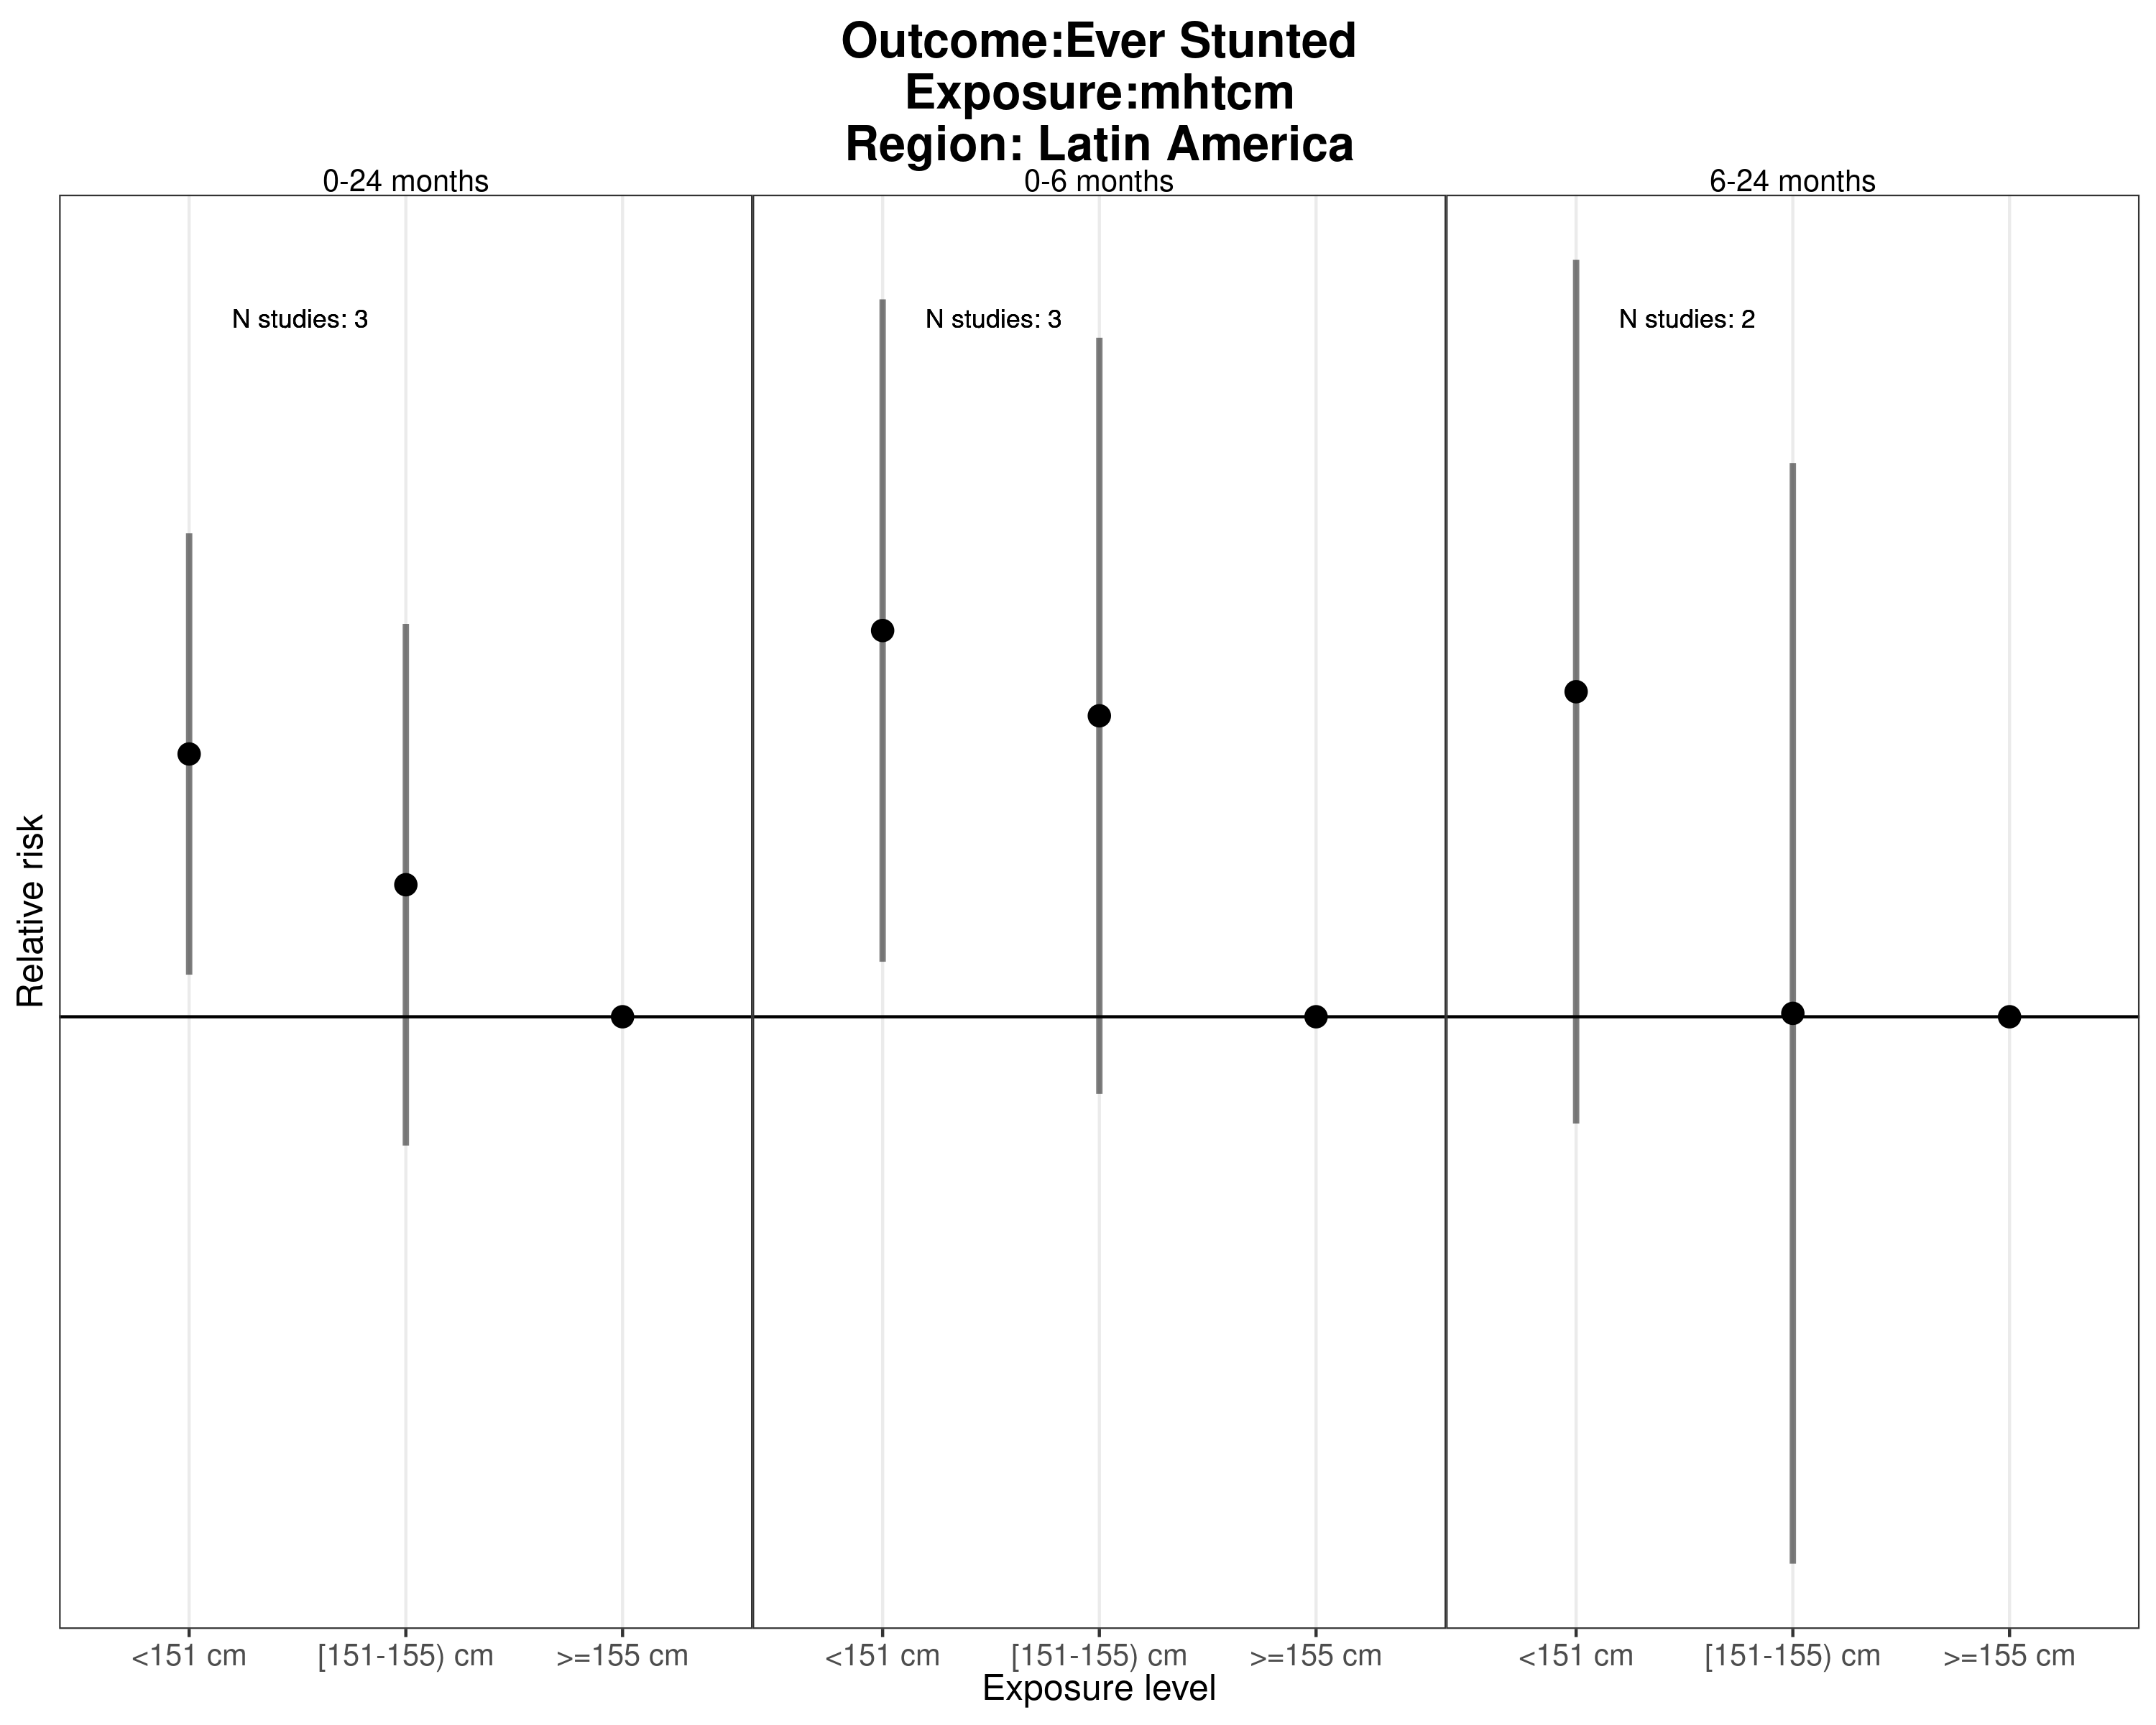 Outcome:Ever Stunted
Exposure:mhtcm
Region: Latin America
0-24 months 0-6 months 6-24 months
N studies: 3 N studies: 3 N studies: 2
Relative risk
<151 cm [151-155) cm >=155 cm <151 cm [151-155) cm >=155 cm <151 cm [151-155) cm >=155 cm
Exposure level